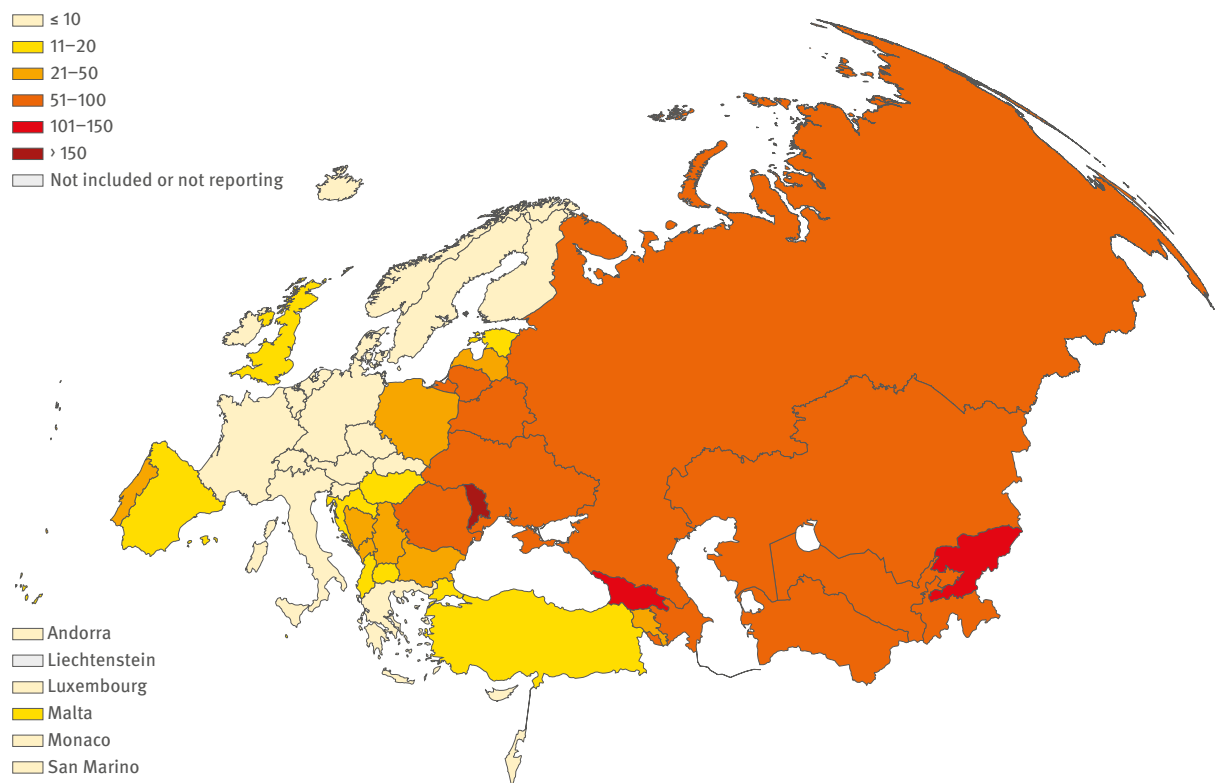 ≤ 10
11–20
21–50
51–100
101–150
› 150
Not included or not reporting
Andorra
Liechtenstein
Luxembourg
Malta
Monaco
San Marino